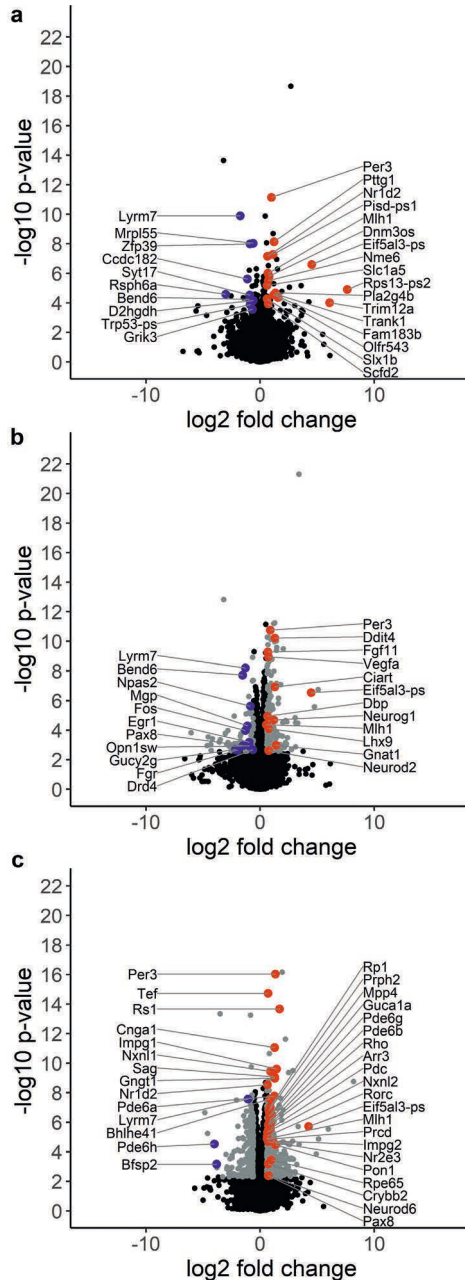 a
22
20
18
16
14
12
10
8
6
4
2
0
-log10 p-value
Lyrm7
Mrpl55
Zfp39
Ccdc182
Syt17
Rsph6a
Bend6
D2hgdh
Trp53-ps
Grik3
Per3
Pttg1
Nr1d2
Pisd-ps1
Mlh1
Dnm3os
Eif5al3-ps
Nme6
Slc1a5
Rps13-ps2
Pla2g4b
Trim12a
Trank1
Fam183b
Olfr543
Slx1b
Scfd2
-10 0 10
log2 fold change
b
22
20
18
16
14
12
10
8
6
4
2
0
-log10 p-value
Lyrm7
Bend6
Npas2
Mgp
Fos
Egr1
Pax8
Opn1sw
Gucy2g
Fgr
Drd4
Per3
Ddit4
Fgf11
Vegfa
Ciart
Eif5al3-ps
Dbp
Neurog1
Mlh1
Lhx9
Gnat1
Neurod2
-10 0 10
log2 fold change
c
22
20
18
16
14
12
10
8
6
4
2
0
-log10 p-value
Per3
Tef
Rs1
Cnga1
Impg1
Nxnl1
Sag
Gngt1
Nr1d2
Pde6a
Lyrm7
Bhlhe41
Pde6h
Bfsp2
Rp1
Prph2
Mpp4
Guca1a
Pde6g
Pde6b
Rho
Arr3
Pdc
Nxnl2
Rorc
Eif5al3-ps
Mlh1
Prcd
Impg2
Nr2e3
Pon1
Rpe65
Crybb2
Neurod6
Pax8
-10 0 10
log2 fold change